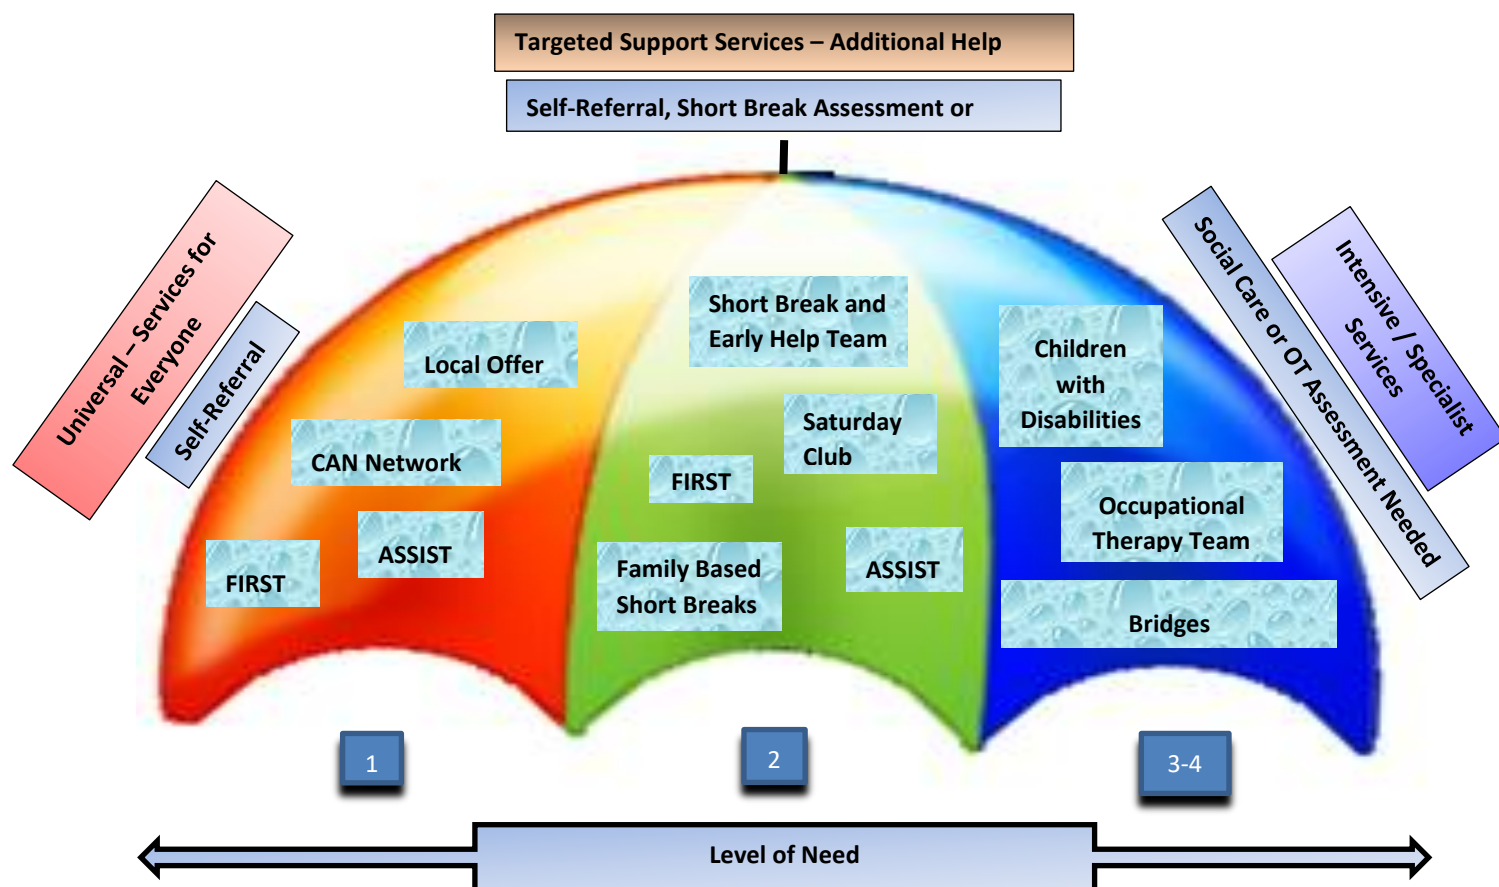 Targeted Support Services – Additional Help
Self-Referral, Short Break Assessment or
Universal – Services for
Everyone
Self-Referral
Social Care or OT Assessment Needed
Intensive / Specialist
Services
Local Offer
CAN Network
ASSIST
FIRST
Short Break and
Early Help Team
Saturday
Club
FIRST
Family Based
Short Breaks
ASSIST
Children
with
Disabilities
Occupational
Therapy Team
Bridges
1
2
3-4
Level of Need